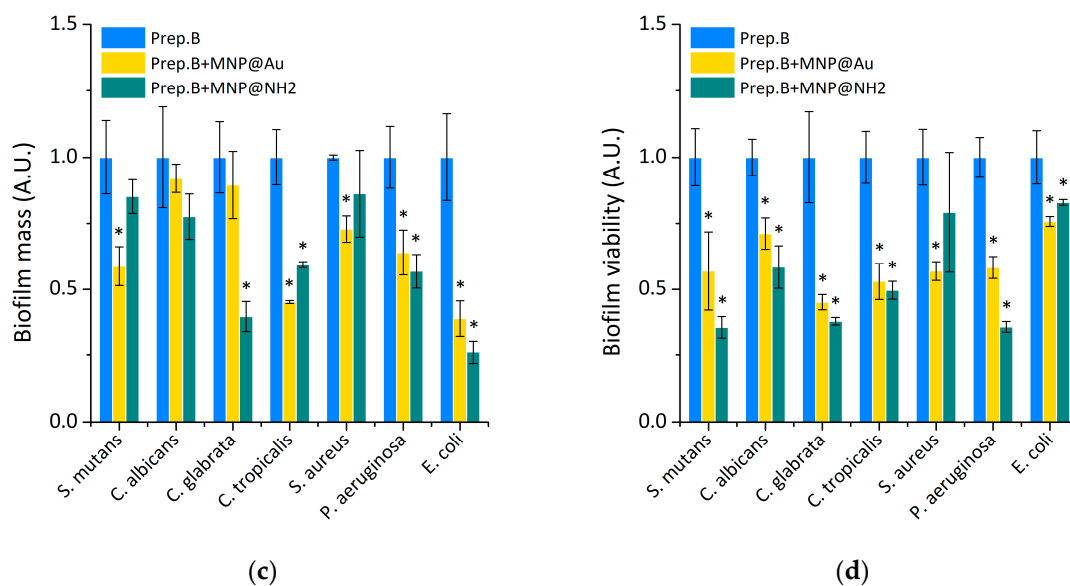 1.5
Prep.B
Prep.B+MNP@Au
Prep.B+MNP@NH2
1.0
0.5
0.0
Biofilm mass (A.U.)
* * * * * * * * *
S. mutans
C. albicans
C. glabrata
C. tropicalis
S. aureus
P. aeruginosa
E. coli
(c)
1.5
Prep.B
Prep.B+MNP@Au
Prep.B+MNP@NH2
1.0
0.5
0.0
Biofilm viability (A.U.)
* * * * * * * * * * * * *
S. mutans
C. albicans
C. glabrata
C. tropicalis
S. aureus
P. aeruginosa
E. coli
(d)